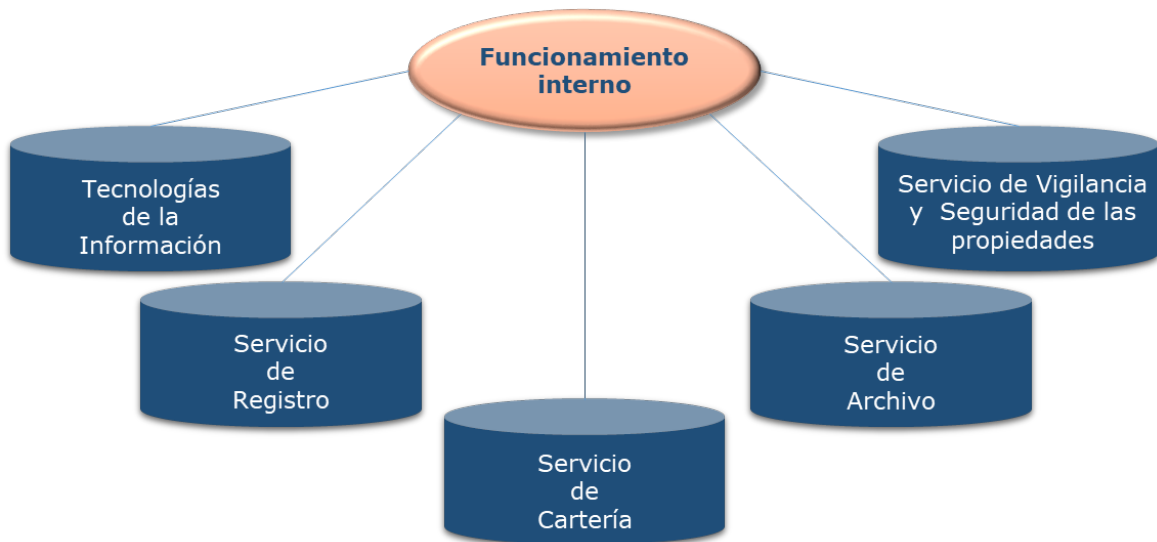 Funcionamiento
interno
Tecnologías
de la
Información
Servicio de Vigilancia
y Seguridad de las
propiedades
Servicio
de
Registro
Servicio
de
Archivo
Servicio
de
Cartería